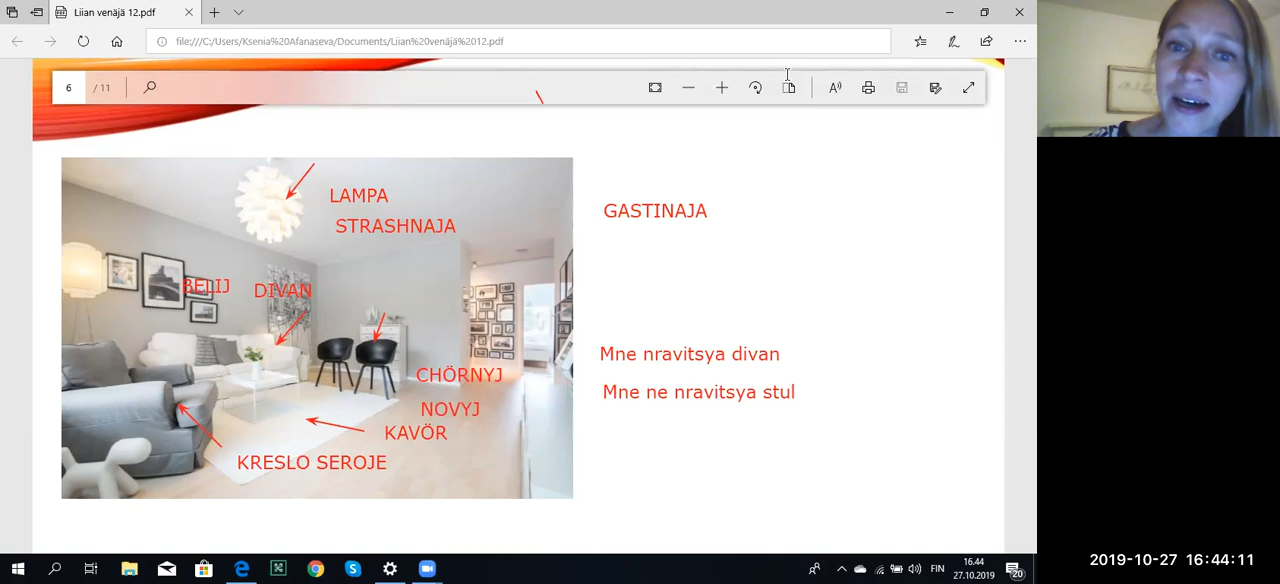 Liian venäjä 12.pdf
file:///C:/Users/Ksenia%20Afanaseva/Documents/Liian%20venäjä%2012.pdf
6 / 11
LAMPA
STRASHNAJA
GASTINAJA
BELIJ
DIVAN
Mne nravitsya divan
CHÖRNYJ
Mne ne nravitsya stul
NOVYJ
KAVÖR
KRESLO SEROJE
2019-10-27 16:44:11
FIN
16.44
27.10.2019
20